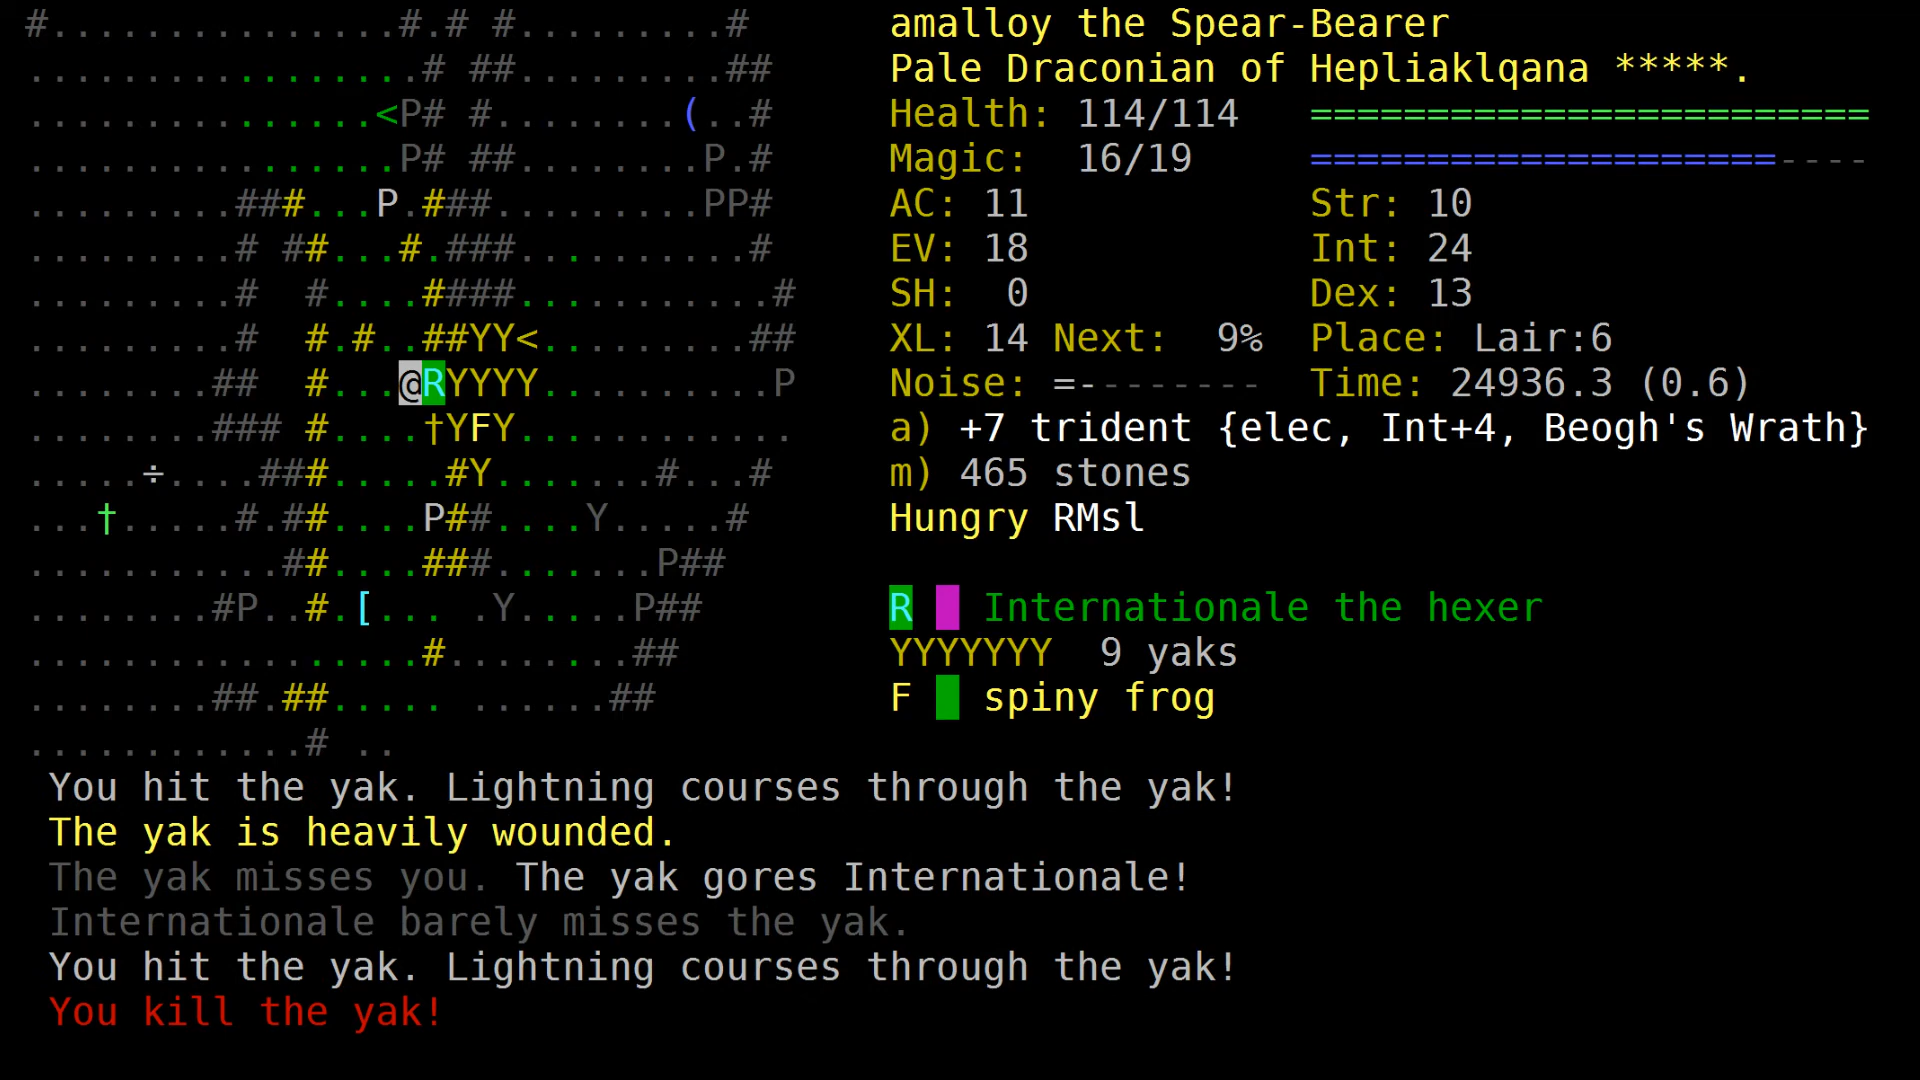 #...............#.# #.........#
................# ##.........##
...............<P# #........(..#
................P# ##........P.#
.........###...P.###.........PP#
.........# ##...#.###..........#
.........# #....####............#
.........# #.#..##YY<.........##
........## #...@RYYYY..........P
........### #....†YFY............
.....÷....###.....#Y.......#...#
...†.....#.##....P##....Y.....#
...........##....###.......P##
........#P..#.[... .Y.....P##
.................#........##
........##.##..... ......##
............# ..
amalloy the Spear-Bearer
Pale Draconian of Hepliaklqana *****.
Health: 114/114 ========================
Magic: 16/19 ====================----
AC: 11 Str: 10
EV: 18 Int: 24
SH: 0 Dex: 13
XL: 14 Next: 9% Place: Lair:6
Noise: =-------- Time: 24936.3 (0.6)
a) +7 trident {elec, Int+4, Beogh's Wrath}
m) 465 stones
Hungry RMsl
R Internationale the hexer
YYYYYYY 9 yaks
F spiny frog
You hit the yak. Lightning courses through the yak!
The yak is heavily wounded.
The yak misses you. The yak gores Internationale!
Internationale barely misses the yak.
You hit the yak. Lightning courses through the yak!
You kill the yak!